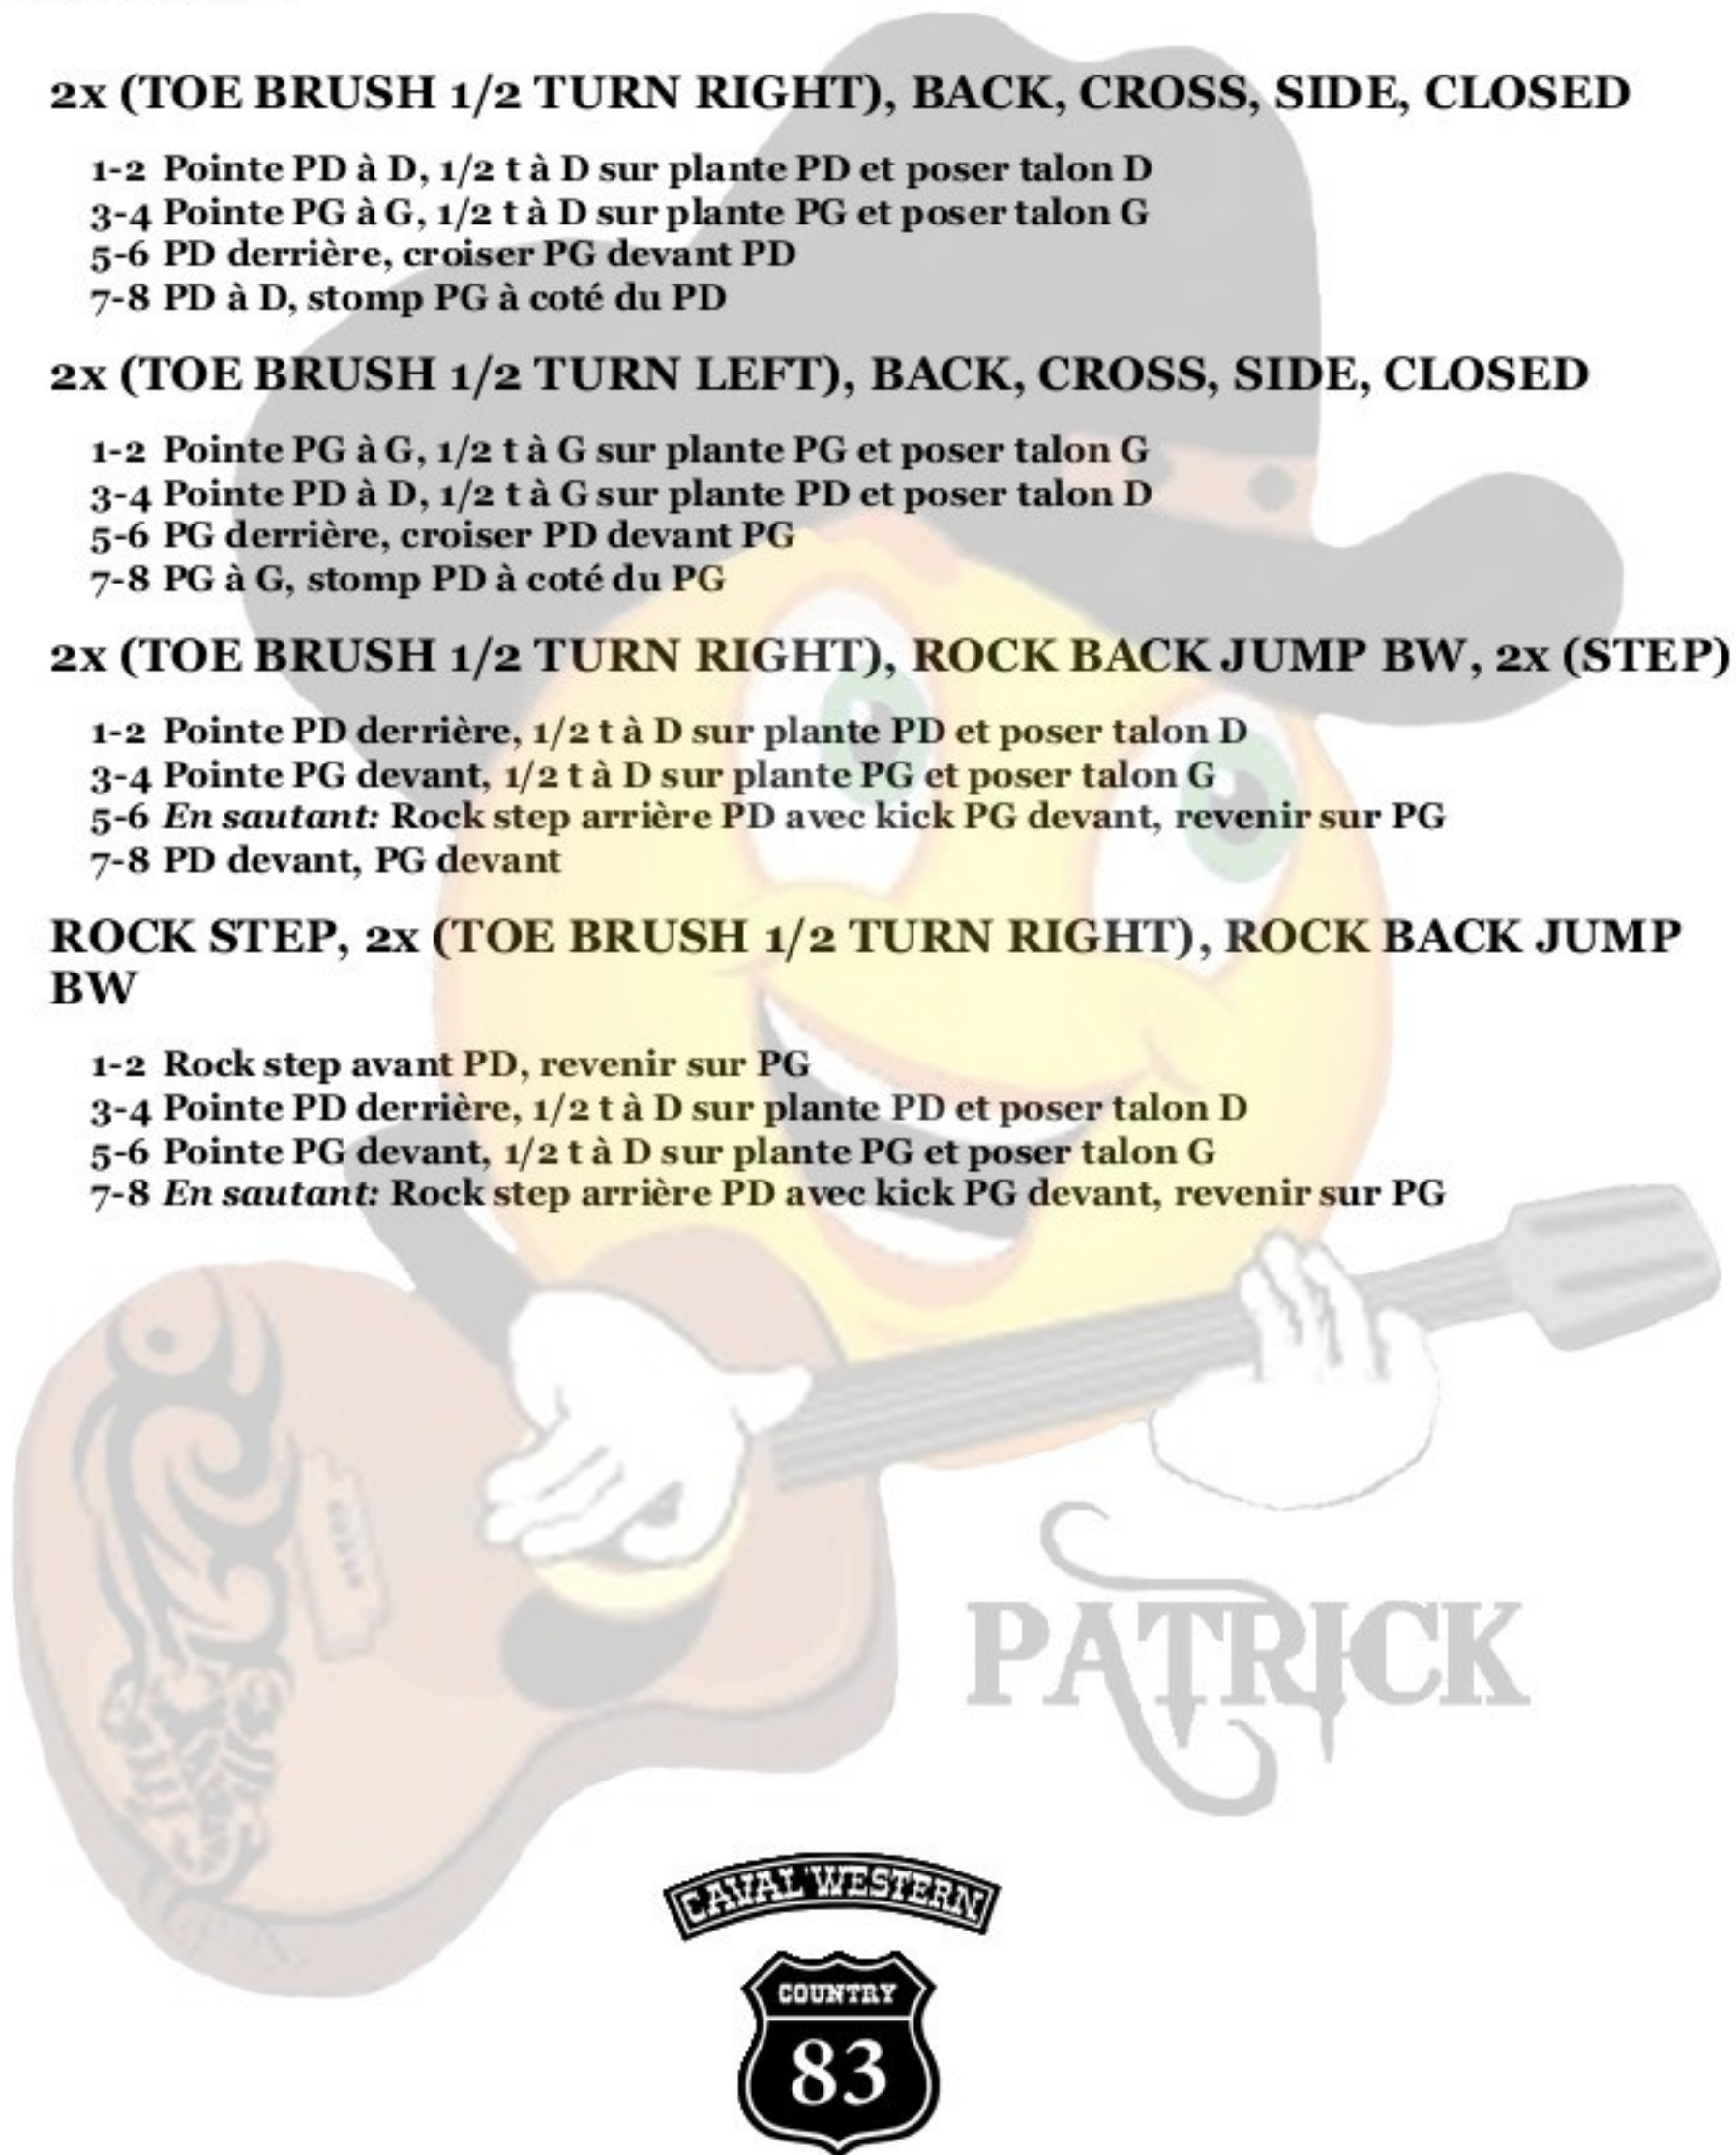 2x (TOE BRUSH 1/2 TURN RIGHT), BACK, CROSS, SIDE, CLOSED
1-2 Pointe PD à D, 1/2 t à D sur plante PD et poser talon D
3-4 Pointe PG à G, 1/2 t à D sur plante PG et poser talon G
5-6 PD derrière, croiser PG devant PD
7-8 PD à D, stomp PG à coté du PD
2x (TOE BRUSH 1/2 TURN LEFT), BACK, CROSS, SIDE, CLOSED
1-2 Pointe PG à G, 1/2 t à G sur plante PG et poser talon G
3-4 Pointe PD à D, 1/2 t à G sur plante PD et poser talon D
5-6 PG derrière, croiser PD devant PG
7-8 PG à G, stomp PD à coté du PG
2x (TOE BRUSH 1/2 TURN RIGHT), ROCK BACK JUMP BW, 2x (STEP)
1-2 Pointe PD derrière, 1/2 t à D sur plante PD et poser talon D
3-4 Pointe PG devant, 1/2 t à D sur plante PG et poser talon G
5-6 En sautant: Rock step arrière PD avec kick PG devant, revenir sur PG
7-8 PD devant, PG devant
ROCK STEP, 2x (TOE BRUSH 1/2 TURN RIGHT), ROCK BACK JUMP
BW
1-2 Rock step avant PD, revenir sur PG
3-4 Pointe PD derrière, 1/2 t à D sur plante PD et poser talon D
5-6 Pointe PG devant, 1/2 t à D sur plante PG et poser talon G
7-8 En sautant: Rock step arrière PD avec kick PG devant, revenir sur PG
PATRICK
CAVAL WESTERN
COUNTRY
83